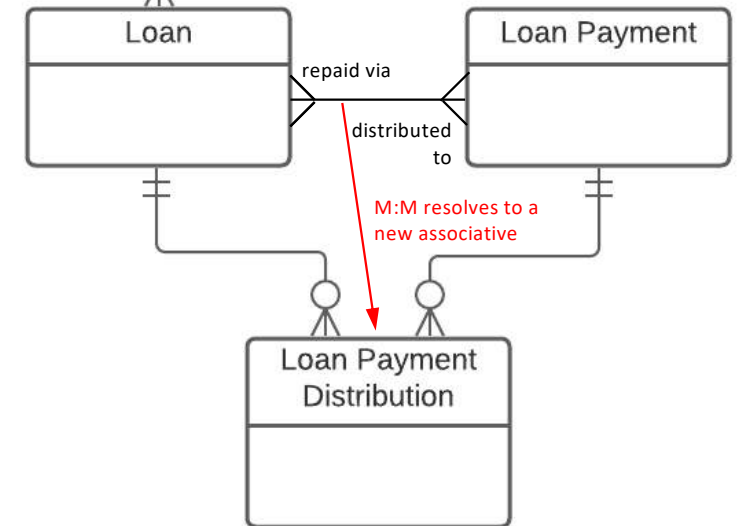 Loan
Loan Payment
repaid via
distributed
to
M:M resolves to a
new associative
Loan Payment
Distribution